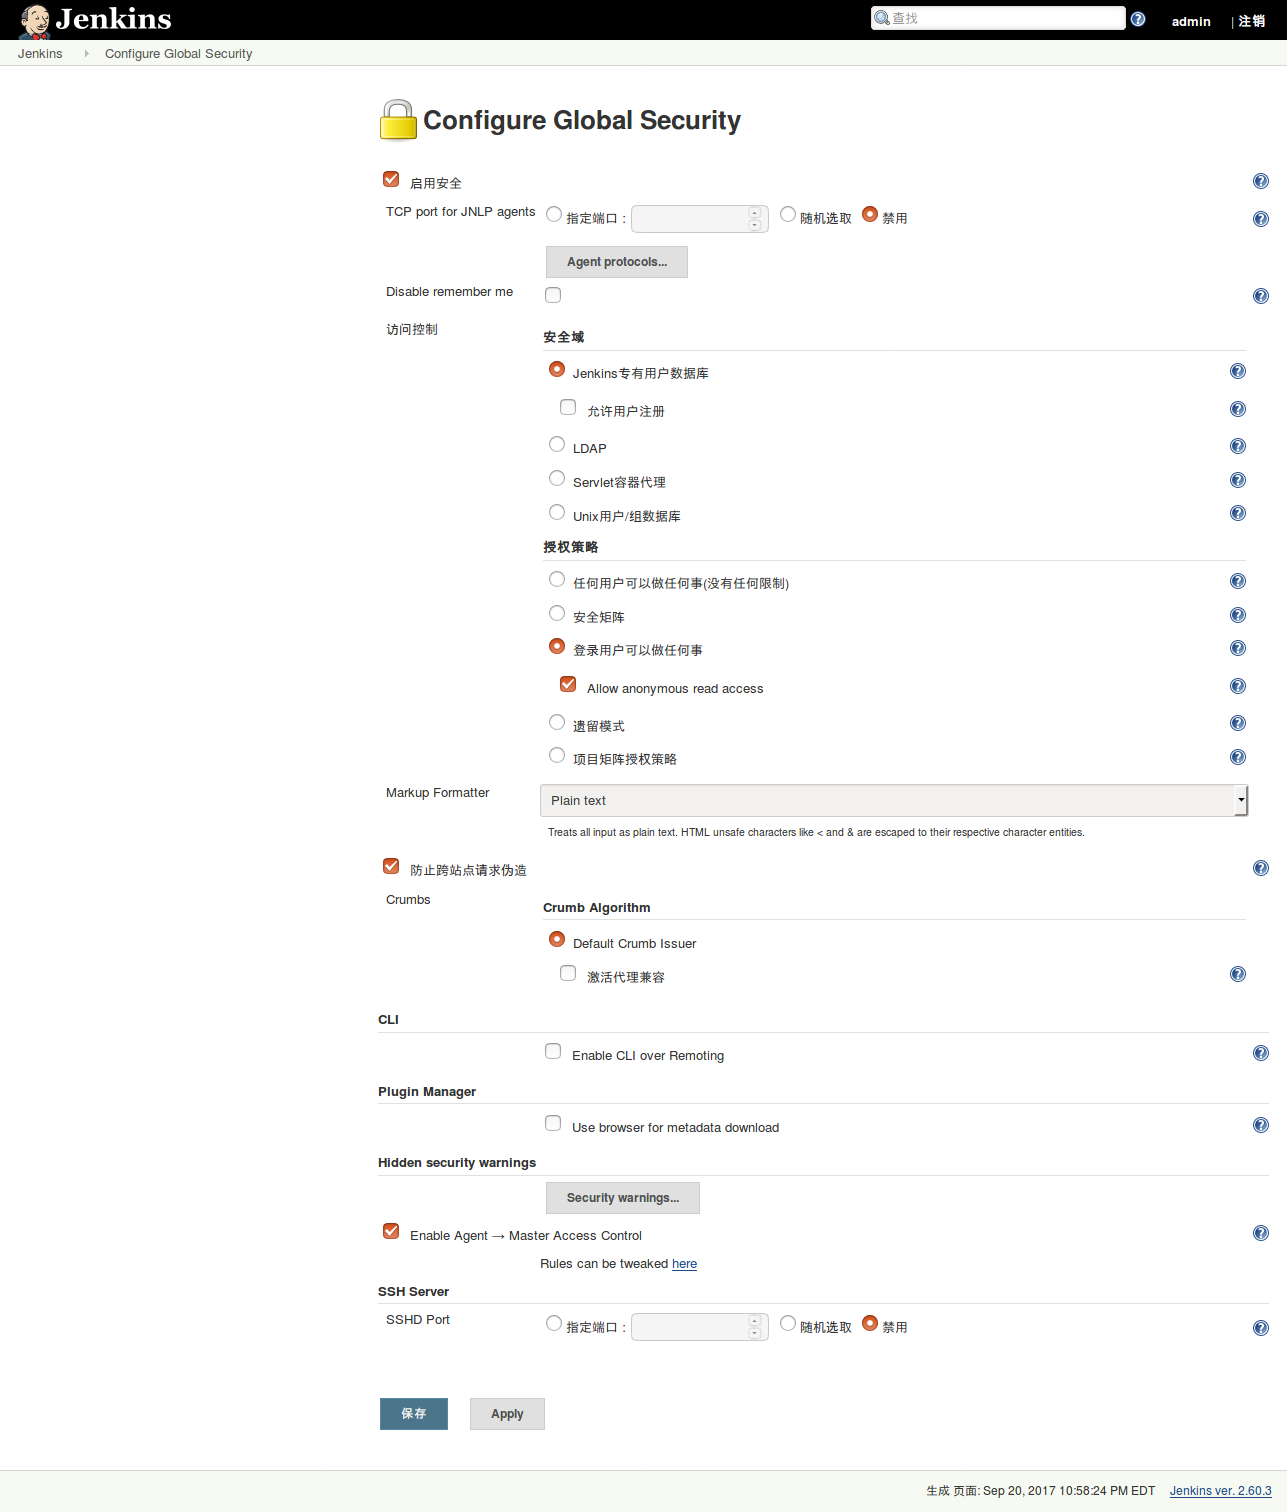 Jenkins
查找
admin
| 注销
Jenkins
Configure Global Security
Configure Global Security
启用安全
TCP port for JNLP agents 指定端口 : 随机选取 禁用
Agent protocols...
Disable remember me
访问控制
安全域
Jenkins专有用户数据库
允许用户注册
LDAP
Servlet容器代理
Unix用户/组数据库
授权策略
任何用户可以做任何事(没有任何限制)
安全矩阵
登录用户可以做任何事
Allow anonymous read access
遗留模式
项目矩阵授权策略
Markup Formatter
Plain text
Treats all input as plain text. HTML unsafe characters like < and & are escaped to their respective character entities.
防止跨站点请求伪造
Crumbs
Crumb Algorithm
Default Crumb Issuer
激活代理兼容
CLI
Enable CLI over Remoting
Plugin Manager
Use browser for metadata download
Hidden security warnings
Security warnings...
Enable Agent → Master Access Control
Rules can be tweaked here
SSH Server
SSHD Port 指定端口 : 随机选取 禁用
保存 Apply
生成 页面: Sep 20, 2017 10:58:24 PM EDT Jenkins ver. 2.60.3